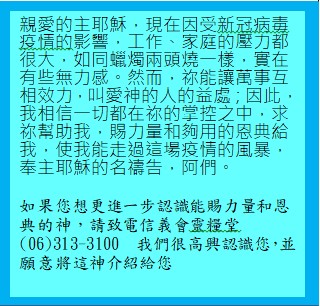 親愛的主耶穌，現在因受新冠病毒
疫情的影響，工作、家庭的壓力都
很大，如同蠟燭兩頭燒一樣，實在
有些無力感。然而，祢能讓萬事互
相效力，叫愛神的人的益處；因此，
我相信一切都在祢的掌控之中，求
祢幫助我，賜力量和夠用的恩典給
我，使我能走過這場疫情的風暴，
奉主耶穌的名禱告，阿們。
如果您想更進一步認識能賜力量和恩
典的神，請致電信義會靈糧堂
(06)313-3100　我們很高興認識您,並
願意將這神介紹給您